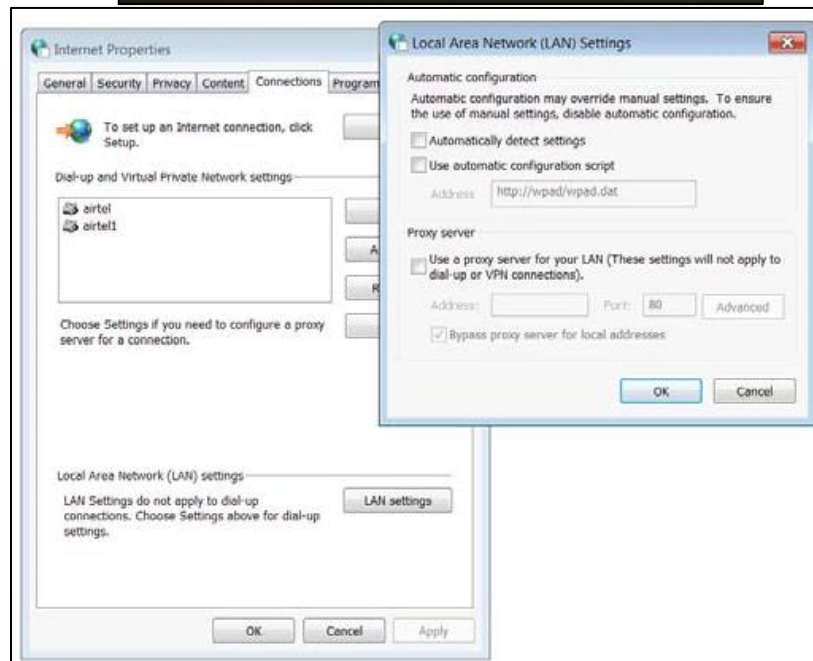 Internet Properties
General Security Privacy Content Connections Program
To set up an Internet connection, click
Setup.
Dial-up and Virtual Private Network settings
airtel
airtel1
A
R
Choose Settings if you need to configure a proxy
server for a connection.
Local Area Network (LAN) settings
LAN Settings do not apply to dial-up
connections. Choose Settings above for dial-up
settings.
LAN settings
OK Cancel Apply
Local Area Network (LAN) Settings
Automatic configuration
Automatic configuration may override manual settings. To ensure
the use of manual settings, disable automatic configuration.
Automatically detect settings
Use automatic configuration script
Address http://wpad/wpad.dat
Proxy server
Use a proxy server for your LAN (These settings will not apply to
dial-up or VPN connections).
Address: Port: 80 Advanced
Bypass proxy server for local addresses
OK Cancel